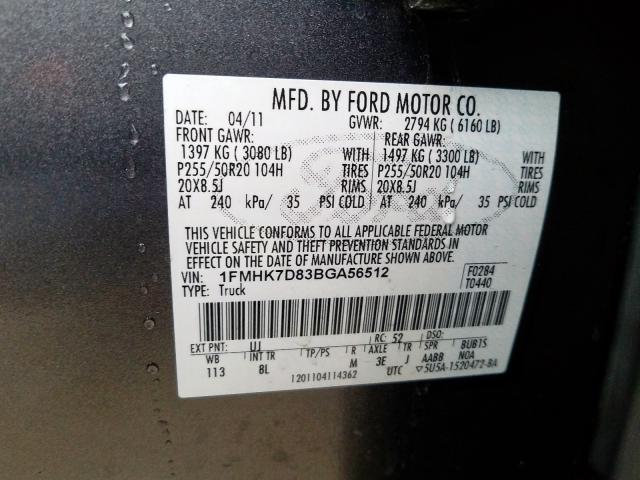 MFD. BY FORD MOTOR CO.
DATE: 04/11 GVWR: 2794 KG ( 6160 LB)
FRONT GAWR: REAR GAWR:
1397 KG ( 3080 LB) WITH 1497 KG ( 3300 LB) WITH
P255/50R20 104H TIRES P255/50R20 104H TIRES
20X8.5J RIMS 20X8.5J RIMS
AT 240 kPa/ 35 PSI COLD AT 240 kPa/ 35 PSI COLD
THIS VEHICLE CONFORMS TO ALL APPLICABLE FEDERAL MOTOR
VEHICLE SAFETY AND THEFT PREVENTION STANDARDS IN
EFFECT ON THE DATE OF MANUFACTURE SHOWN ABOVE.
VIN: 1FMHK7D83BGA56512 F0284
TYPE: Truck T0440
EXT PNT: UJ RC: 52 DSO:
WB INT TR TP/PS R AXLE TR SPR BUB1S
113 8L M 3E J AABB NOA
1201104114362 UTC ▽5U5A-1520472-BA